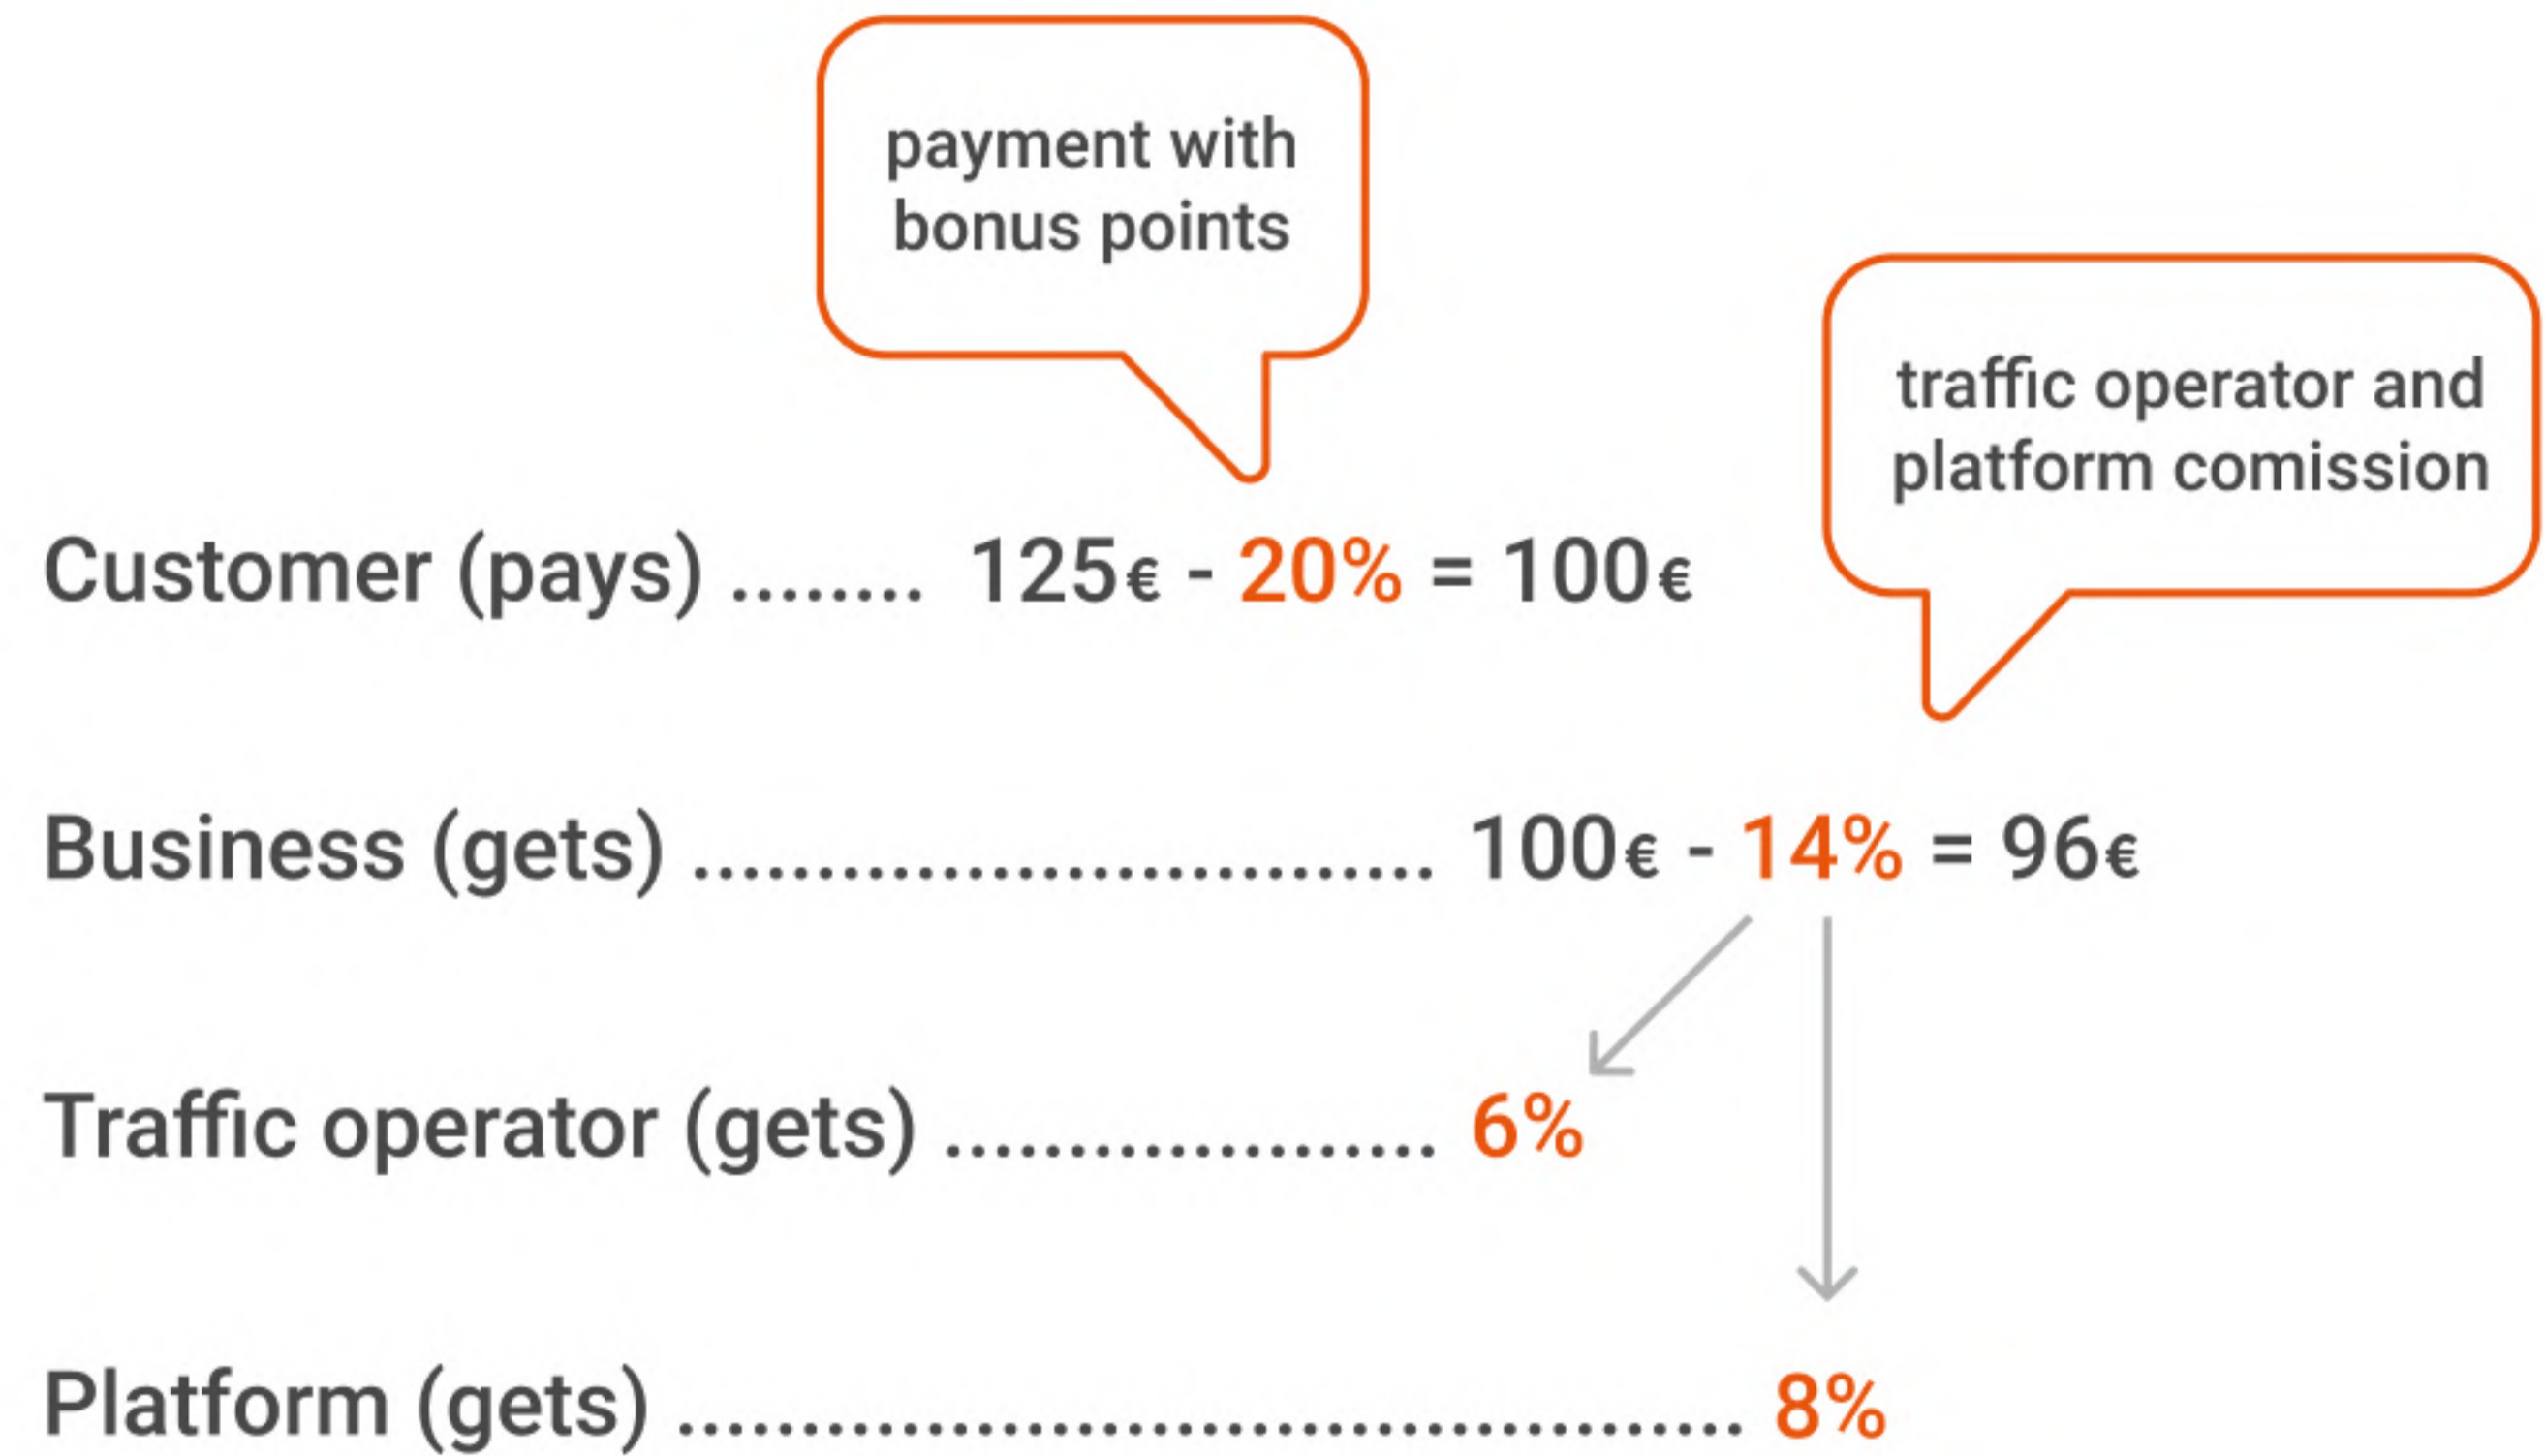 payment with
bonus points
traffic operator and
platform comission
Customer (pays) ........ 125€ - 20% = 100€
Business (gets) .............................. 100€ - 14% = 96€
Traffic operator (gets) .................... 6%
Platform (gets) ........................................... 8%